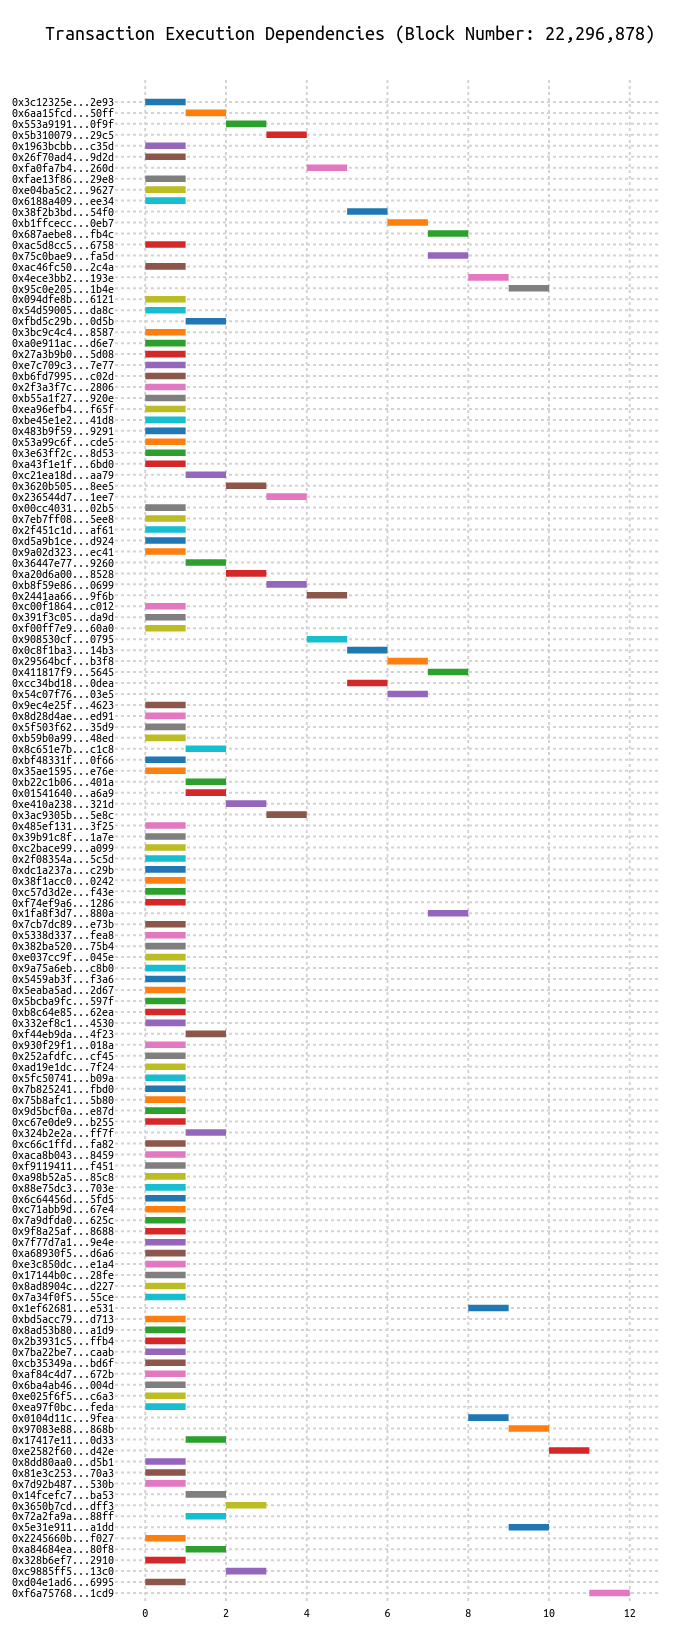 Transaction Execution Dependencies (Block Number: 22,296,878)
0x3c12325e...2e93
0x6aa15fcd...50ff
0x553a9191...0f9f
0x5b310079...29c5
0x1963bcbb...c35d
0x26f70ad4...9d2d
0xfa0fa7b4...260d
0xfae13f86...29e8
0xe04ba5c2...9627
0x6188a409...ee34
0x38f2b3bd...54f0
0xb1ffcecc...0eb7
0x687aebe8...fb4c
0xac5d8cc5...6758
0x75c0bae9...fa5d
0xac46fc50...2c4a
0x4ece3bb2...193e
0x95c0e205...1b4e
0x094dfe8b...6121
0x54d59005...da8c
0xfbd5c29b...0d5b
0x3bc9c4c4...8587
0xa0e911ac...d6e7
0x27a3b9b0...5d08
0xe7c709c3...7e77
0xb6fd7995...c02d
0x2f3a3f7c...2806
0xb55a1f27...920e
0xea96efb4...f65f
0xbe45e1e2...41d8
0x483b9f59...9291
0x53a99c6f...cde5
0x3e63ff2c...8d53
0xa43f1e1f...6bd0
0xc21ea18d...aa79
0x3620b505...8ee5
0x236544d7...1ee7
0x00cc4031...02b5
0x7eb7ff08...5ee8
0x2f451c1d...af61
0xd5a9b1ce...d924
0x9a02d323...ec41
0x36447e77...9260
0xa20d6a00...8528
0xb8f59e86...0699
0x2441aa66...9f6b
0xc00f1864...c012
0x391f3c05...da9d
0xf00ff7e9...60a0
0x908530cf...0795
0x0c8f1ba3...14b3
0x29564bcf...b3f8
0x411817f9...5645
0xcc34bd18...0dea
0x54c07f76...03e5
0x9ec4e25f...4623
0x8d28d4ae...ed91
0x5f503f62...35d9
0xb59b0a99...48ed
0x8c651e7b...c1c8
0xbf48331f...0f66
0x35ae1595...e76e
0xb22c1b06...401a
0x01541640...a6a9
0xe410a238...321d
0x3ac9305b...5e8c
0x485ef131...3f25
0x39b91c8f...1a7e
0xc2bace99...a099
0x2f08354a...5c5d
0xdc1a237a...c29b
0x38f1acc0...0242
0xc57d3d2e...f43e
0xf74ef9a6...1286
0x1fa8f3d7...880a
0x7cb7dc89...e73b
0x5338d337...fea8
0x382ba520...75b4
0xe037cc9f...045e
0x9a75a6eb...c8b0
0x5459ab3f...f3a6
0x5eaba5ad...2d67
0x5bcba9fc...597f
0xb8c64e85...62ea
0x332ef8c1...4530
0xf44eb9da...4f23
0x930f29f1...018a
0x252afdfc...cf45
0xad19e1dc...7f24
0x5fc50741...b09a
0x7b825241...fbd0
0x75b8afc1...5b80
0x9d5bcf0a...e87d
0xc67e0de9...b255
0x324b2e2a...ff7f
0xc66c1ffd...fa82
0xaca8b043...8459
0xf9119411...f451
0xa98b52a5...85c8
0x88e75dc3...703e
0x6c64456d...5fd5
0xc71abb9d...67e4
0x7a9dfda0...625c
0x9f8a25af...8688
0x7f77d7a1...9e4e
0xa68930f5...d6a6
0xe3c850dc...e1a4
0x17144b0c...28fe
0x8ad8904c...d227
0x7a34f0f5...55ce
0x1ef62681...e531
0xbd5acc79...d713
0x8ad53b80...a1d9
0x2b3931c5...ffb4
0x7ba22be7...caab
0xcb35349a...bd6f
0xaf84c4d7...672b
0x6ba4ab46...004d
0xe025f6f5...c6a3
0xea97f0bc...feda
0x0104d11c...9fea
0x97083e88...868b
0x17417e11...0d33
0xe2582f60...d42e
0x8dd80aa0...d5b1
0x81e3c253...70a3
0x7d92b487...530b
0x14fcefc7...ba53
0x3650b7cd...dff3
0x72a2fa9a...88ff
0x5e31e911...a1dd
0x2245660b...f027
0xa84684ea...80f8
0x328b6ef7...2910
0xc9885ff5...13c0
0xd04e1ad6...6995
0xf6a75768...1cd9
0 2 4 6 8 10 12